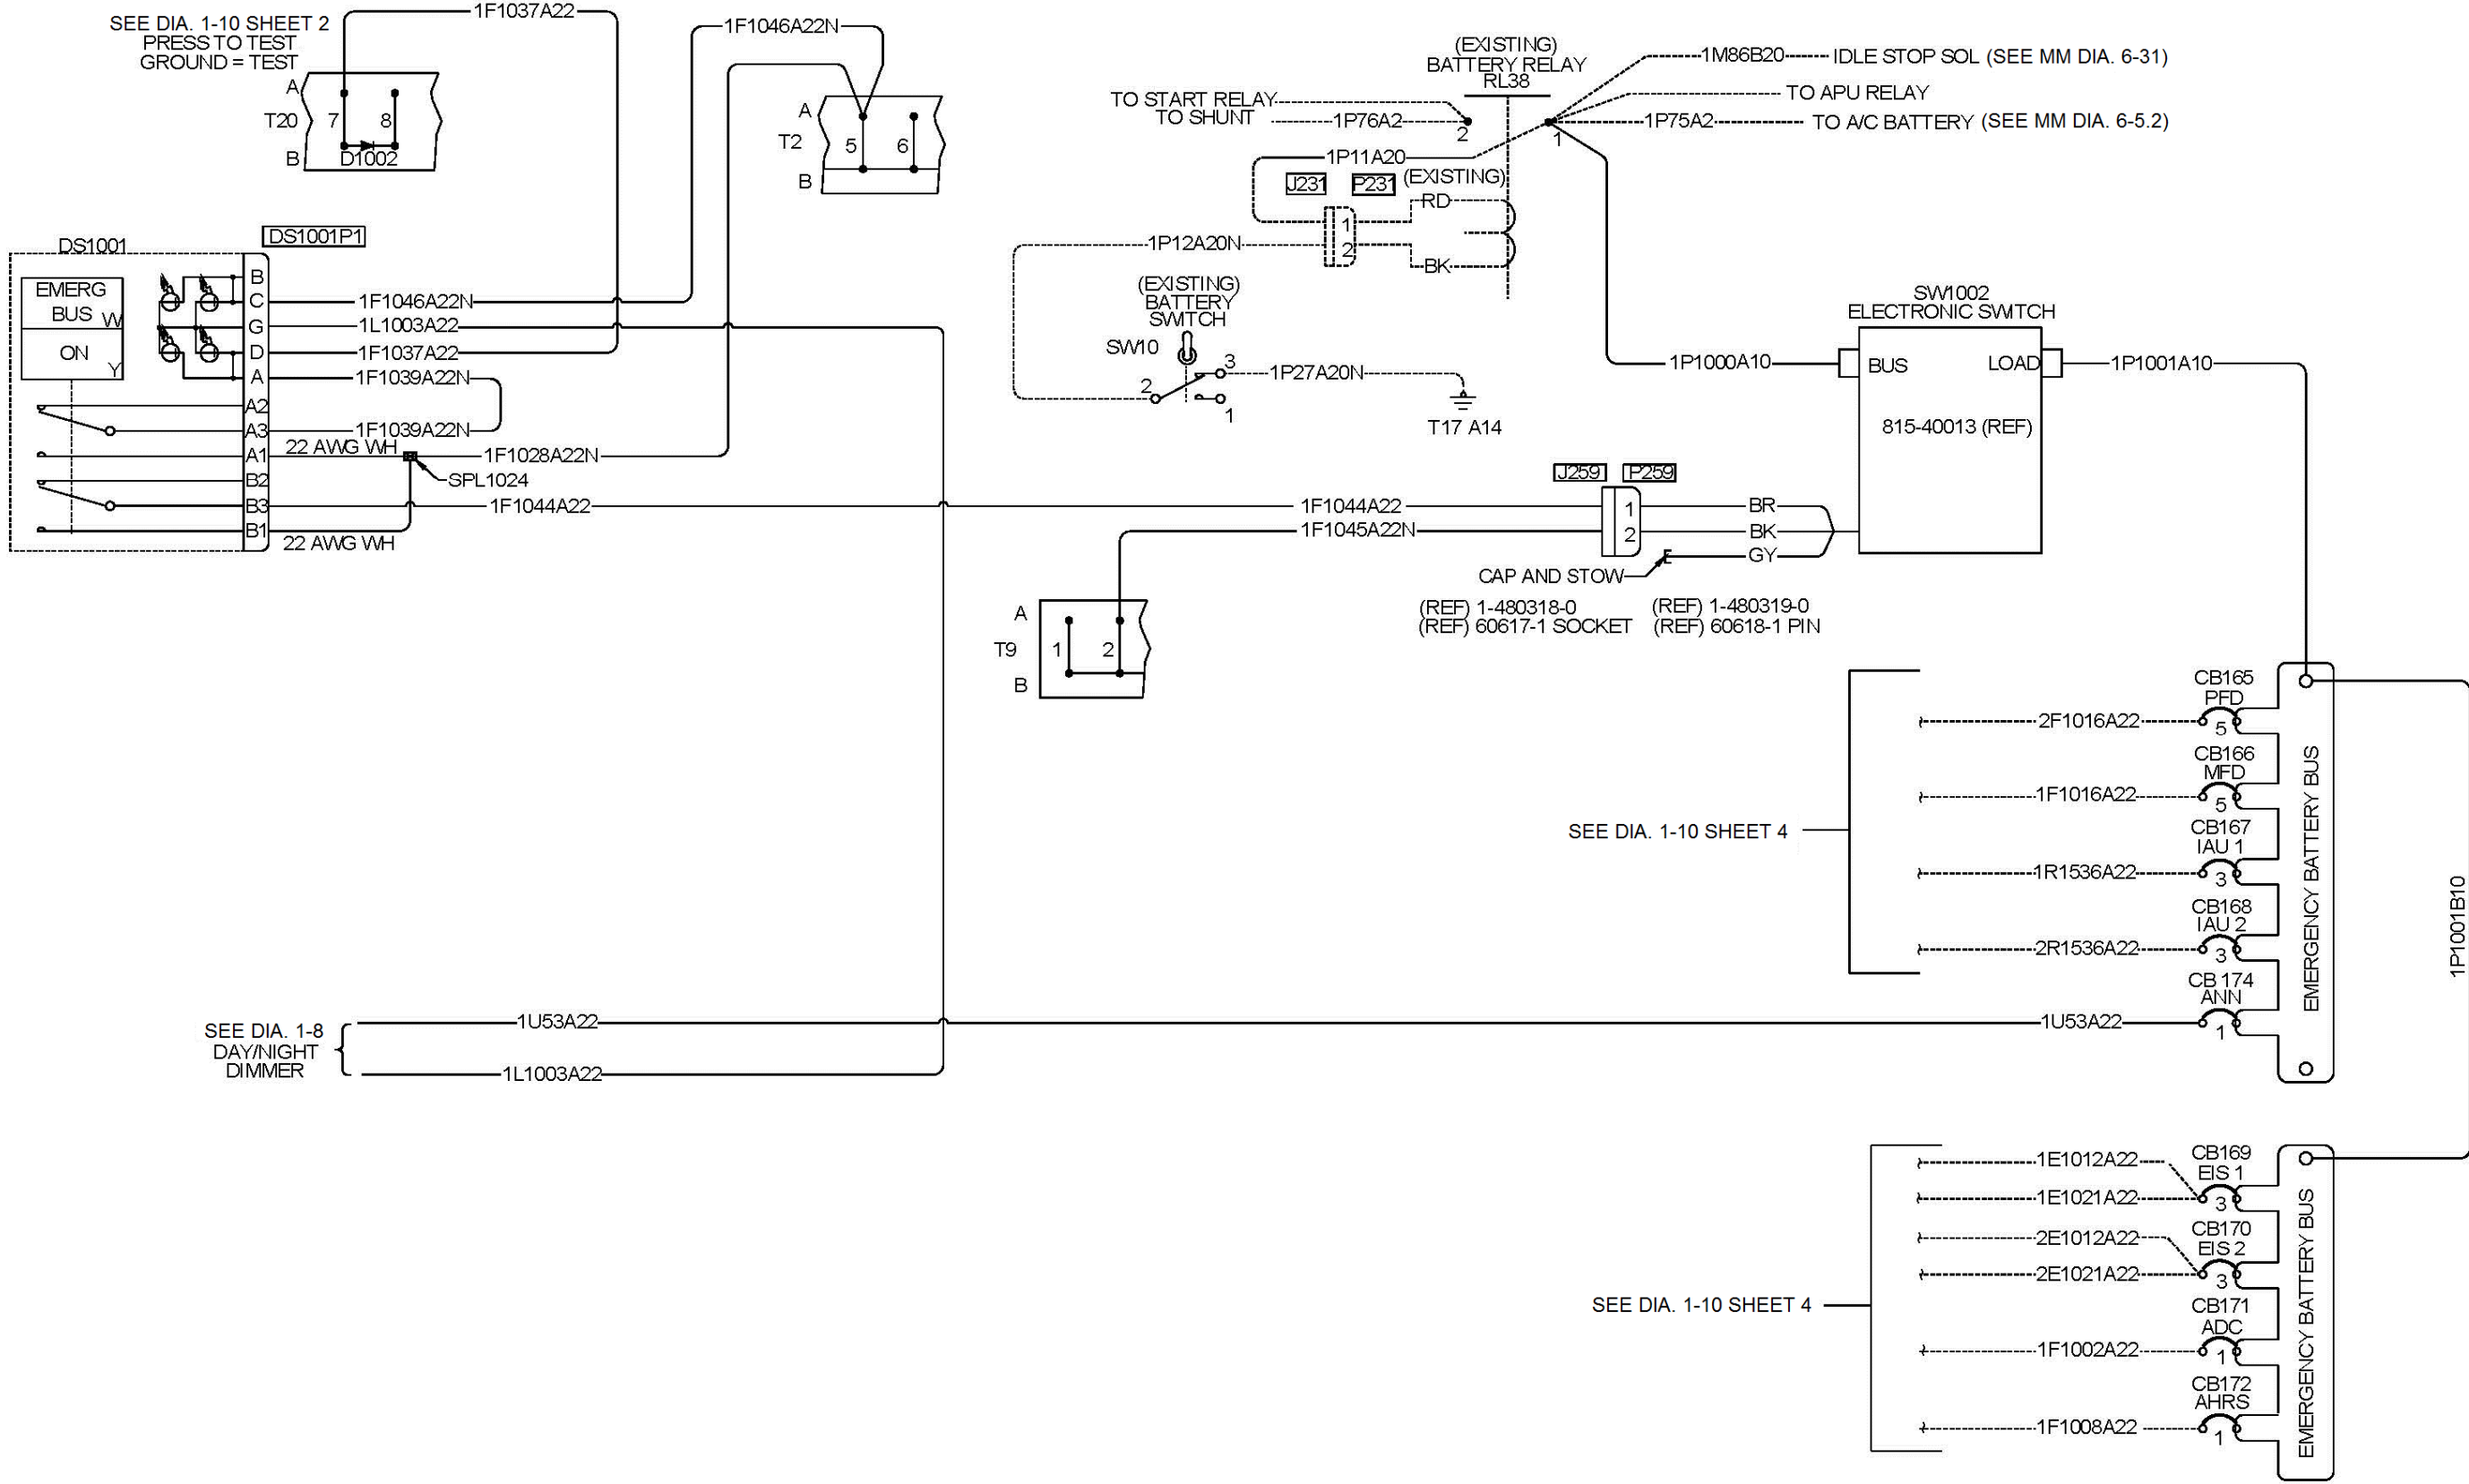 SEE DIA. 1-10 SHEET 2
PRESS TO TEST
GROUND = TEST
1F1037A22
A
T20
7
8
B
D1002
1F1046A22N
A
T2
5
6
B
(EXISTING)
BATTERY RELAY
RL38
1M86B20
IDLE STOP SOL (SEE MM DIA. 6-31)
TO START RELAY
TO SHUNT
1P76A2
2
1
TO APU RELAY
1P75A2
TO A/C BATTERY (SEE MM DIA. 6-5.2)
1P11A20
J231
P231
(EXISTING)
RD
1
2
BK
1P12A20N
(EXISTING)
BATTERY
SWITCH
SW10
3
2
1
1P27A20N
T17 A14
DS1001
DS1001P1
EMERG
BUS
W
ON
Y
B
C
G
D
A
A2
A3
A1
B2
B3
B1
1F1046A22N
1L1003A22
1F1037A22
1F1039A22N
1F1039A22N
22 AWG WH
1F1028A22N
SPL1024
1F1044A22
22 AWG WH
SW1002
ELECTRONIC SWITCH
1P1000A10
BUS
LOAD
1P1001A10
815-40013 (REF)
J259
P259
1F1044A22
1
BR
1F1045A22N
2
BK
GY
CAP AND STOW
(REF) 1-480318-0
(REF) 60617-1 SOCKET
(REF) 1-480319-0
(REF) 60618-1 PIN
A
T9
1
2
B
CB165
PFD
2F1016A22
5
CB166
MFD
1F1016A22
5
SEE DIA. 1-10 SHEET 4
CB167
IAU 1
1R1536A22
3
CB168
IAU 2
2R1536A22
3
CB 174
ANN
1U53A22
1
EMERGENCY BATTERY BUS
1P1001B10
SEE DIA. 1-8
DAY/NIGHT
DIMMER
1U53A22
1L1003A22
CB169
EIS 1
1E1012A22
1E1021A22
3
CB170
EIS 2
2E1012A22
2E1021A22
3
SEE DIA. 1-10 SHEET 4
CB171
ADC
1F1002A22
1
CB172
AHRS
1F1008A22
1
EMERGENCY BATTERY BUS